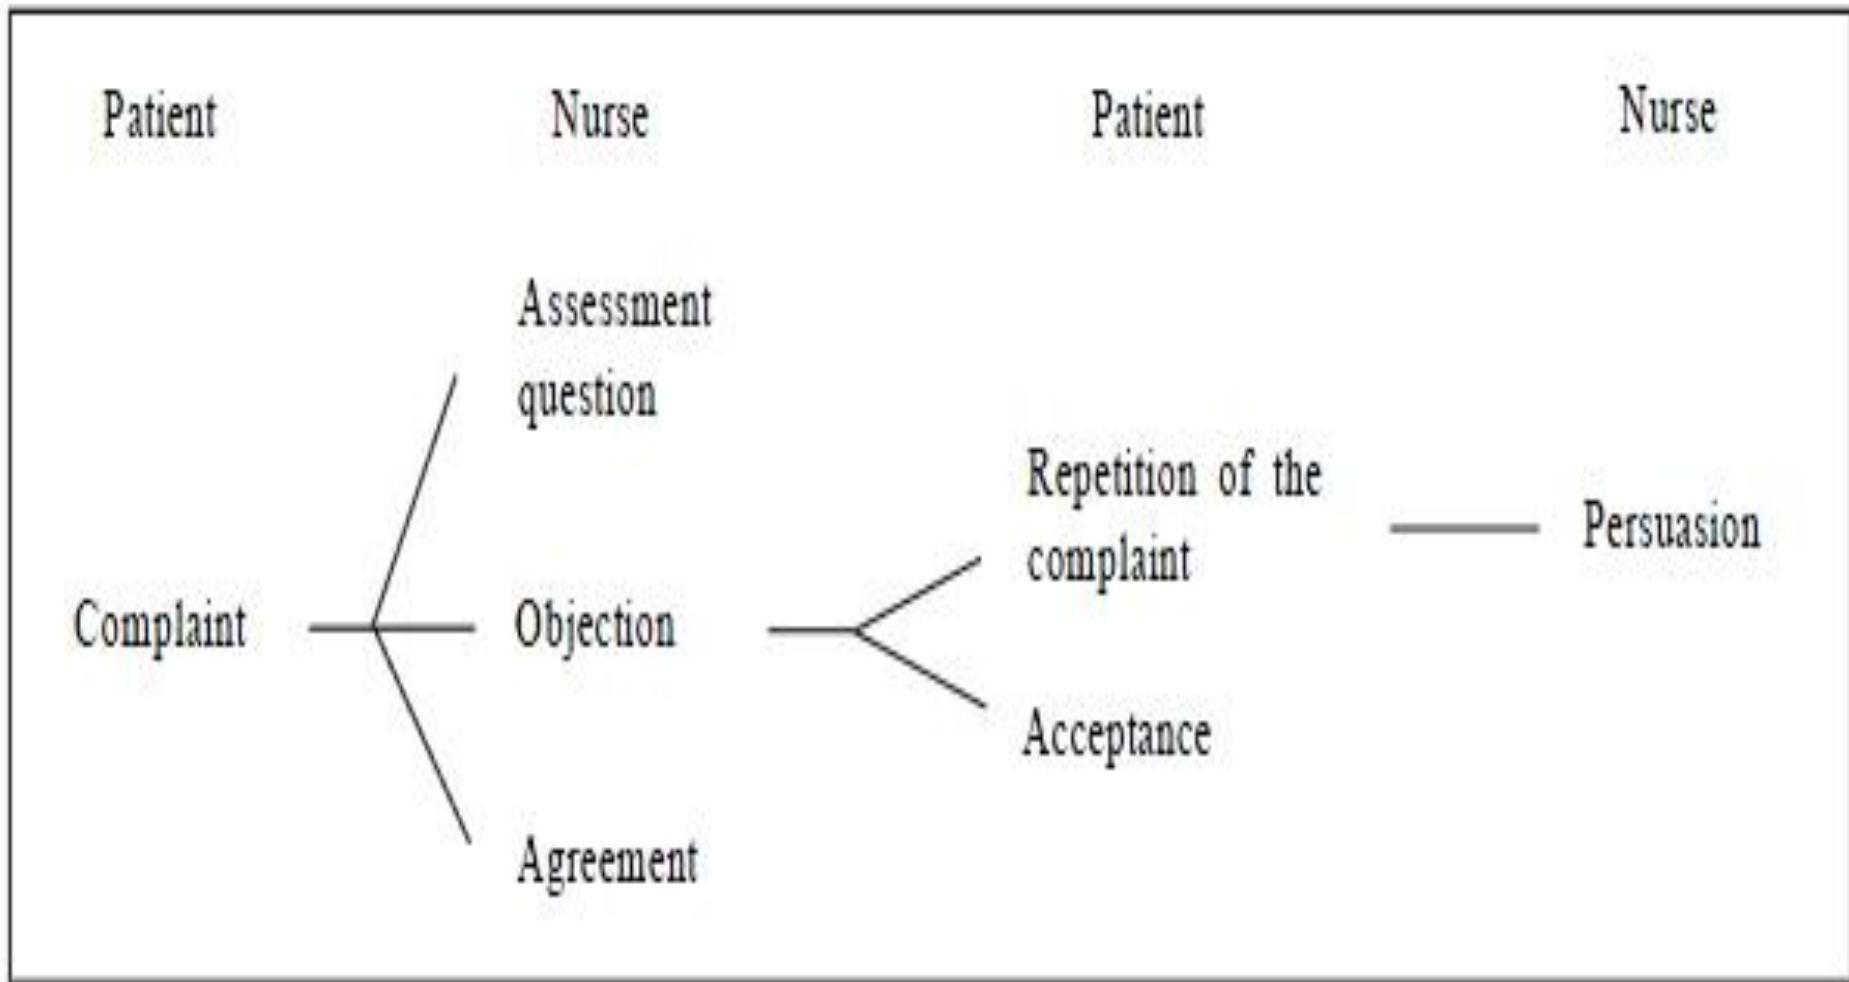 Patient Nurse Patient Nurse
Assessment
question
Repetition of the
complaint
Persuasion
Complaint Objection
Acceptance
Agreement